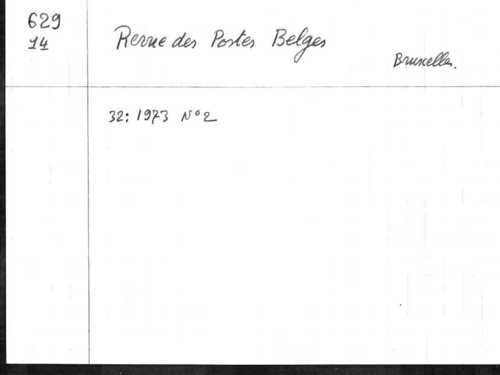 629
14
Revue des Postes Belges
Bruxelles.
32: 1973 N° 2